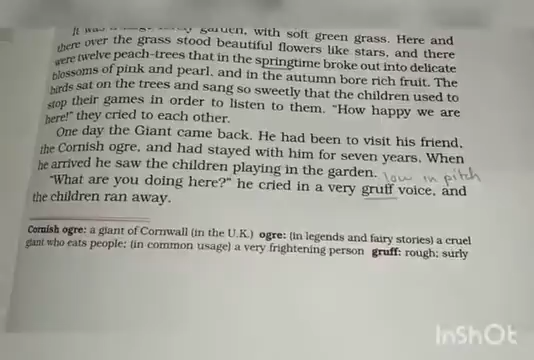 It was a large lovely garden, with soft green grass. Here and
there over the grass stood beautiful flowers like stars, and there
were twelve peach-trees that in the springtime broke out into delicate
blossoms of pink and pearl, and in the autumn bore rich fruit. The
birds sat on the trees and sang so sweetly that the children used to
stop their games in order to listen to them. “How happy we are
here!” they cried to each other.
One day the Giant came back. He had been to visit his friend,
the Cornish ogre, and had stayed with him for seven years. When
he arrived he saw the children playing in the garden. low in pitch
“What are you doing here?” he cried in a very gruff voice, and
the children ran away.
Cornish ogre: a giant of Cornwall (in the U.K.) ogre: (in legends and fairy stories) a cruel
giant who eats people; (in common usage) a very frightening person gruff: rough; surly
InShOt